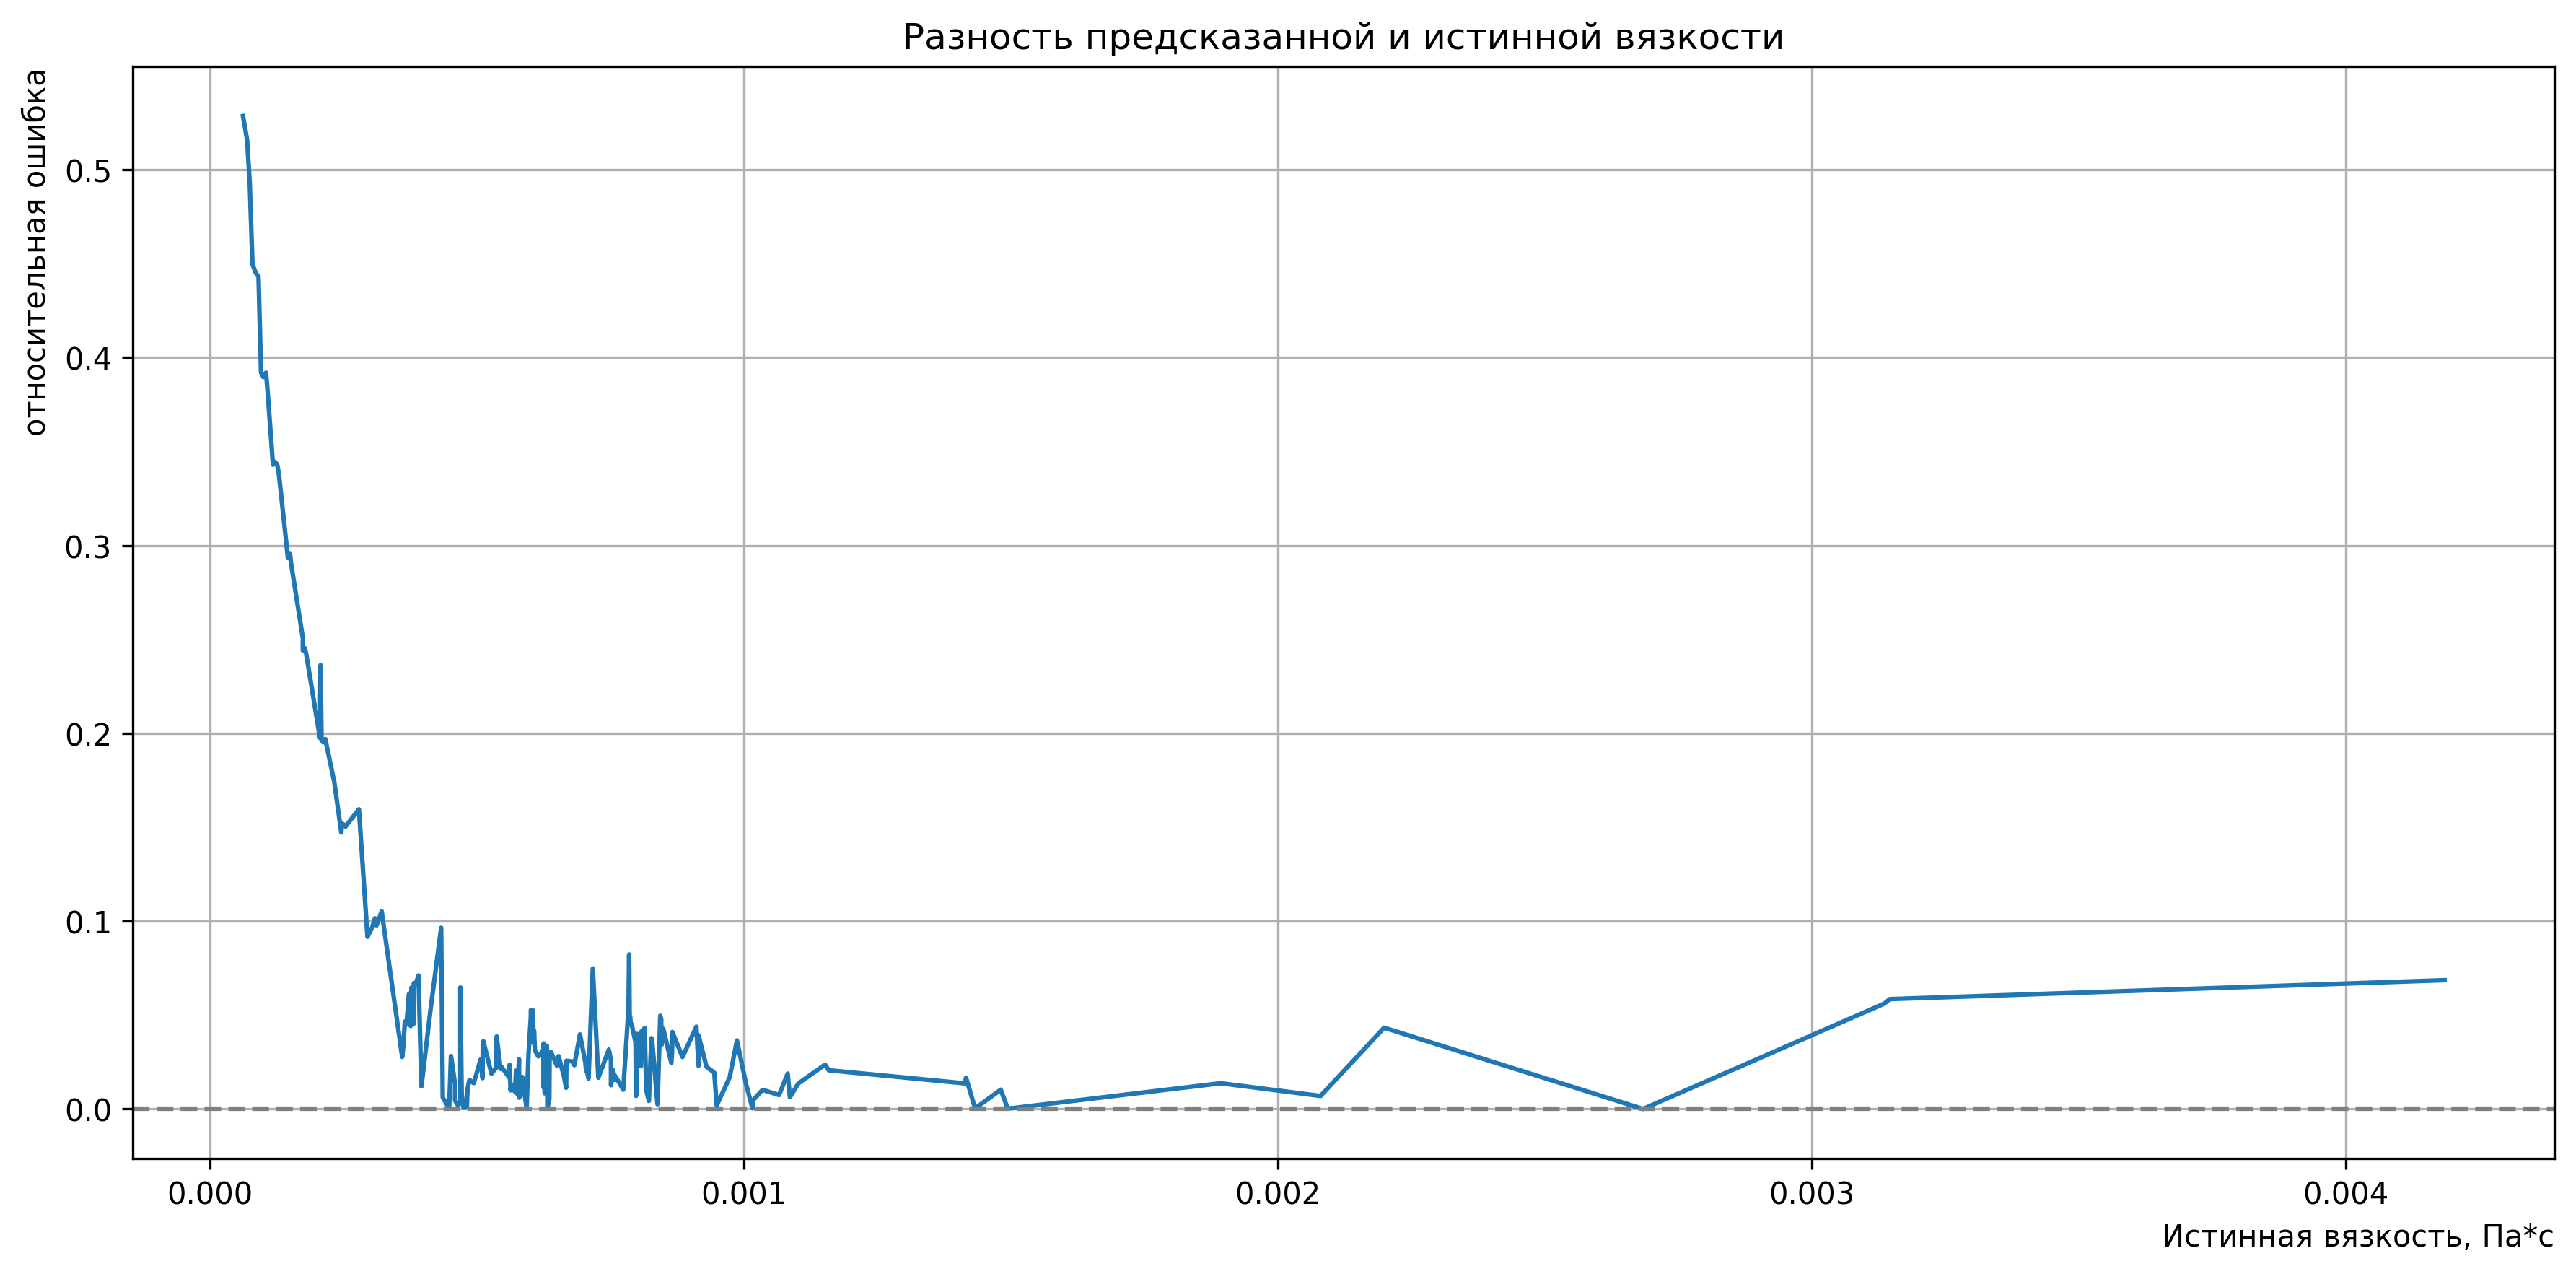 Разность предсказанной и истинной вязкости
относительная ошибка
0.5
0.4
0.3
0.2
0.1
0.0
0.000 0.001 0.002 0.003 0.004
Истинная вязкость, Па*с